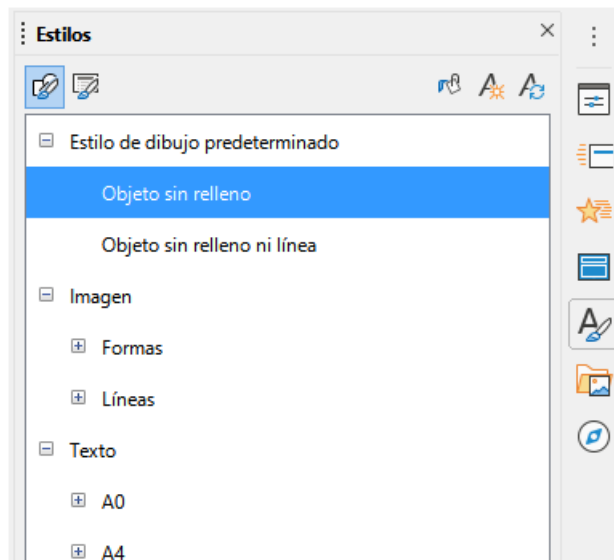 Estilos
Estilo de dibujo predeterminado
Objeto sin relleno
Objeto sin relleno ni línea
Imagen
Formas
Líneas
Texto
A0
A4